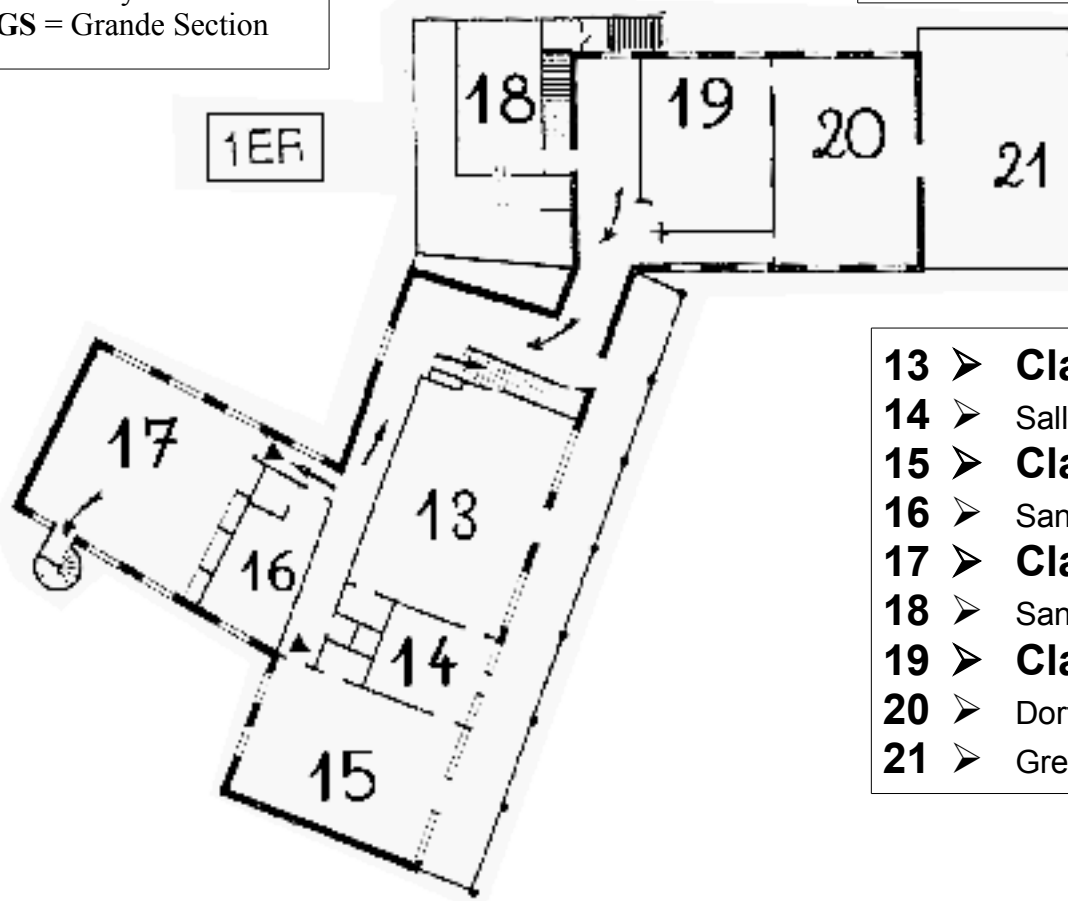 GS = Grande Section
1ER
18
19
20
21
17
13
16
14
15
13 ➢ Cla
14 ➢ Sall
15 ➢ Cla
16 ➢ San
17 ➢ Cla
18 ➢ San
19 ➢ Cla
20 ➢ Dor
21 ➢ Gre